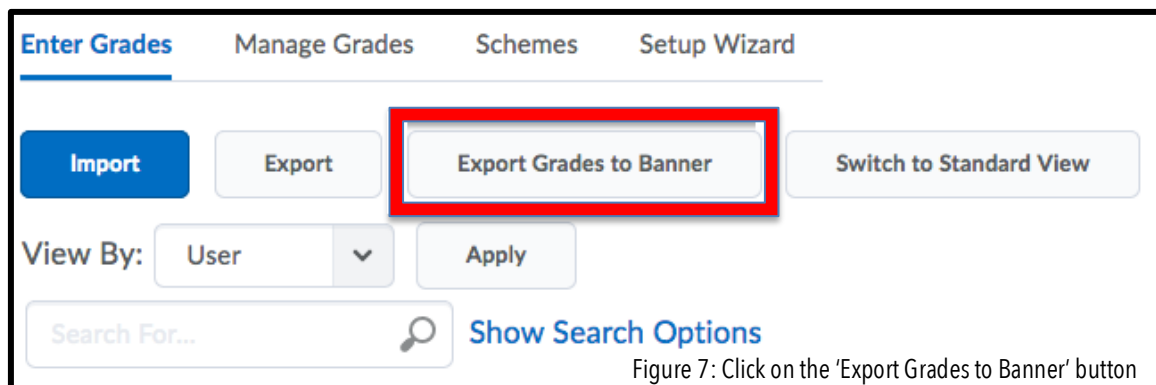 Enter Grades Manage Grades Schemes Setup Wizard
Import Export Export Grades to Banner Switch to Standard View
View By: User Apply
Search For... Show Search Options
Figure 7: Click on the ‘Export Grades to Banner’ button